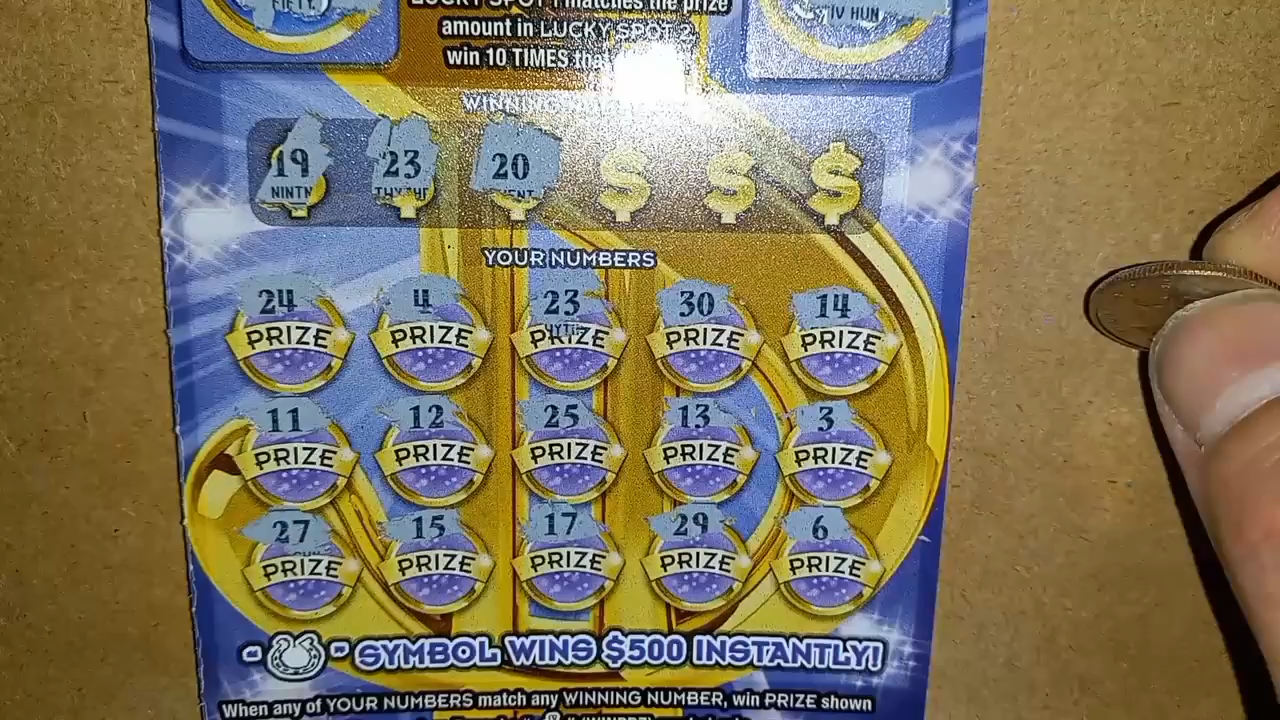 FIFTY
LUCKY SPOT 1 matches the prize
amount in LUCKY SPOT 2,
win 10 TIMES
WINNING
19 23 20 $ $ $
NINTN
YOUR NUMBERS
24 4 23 30 14
PRIZE PRIZE PRIZE PRIZE PRIZE
11 12 25 13 3
PRIZE PRIZE PRIZE PRIZE PRIZE
27 15 17 29 6
PRIZE PRIZE PRIZE PRIZE PRIZE
" " SYMBOL WINS $500 INSTANTLY!
When any of YOUR NUMBERS match any WINNING NUMBER, win PRIZE shown